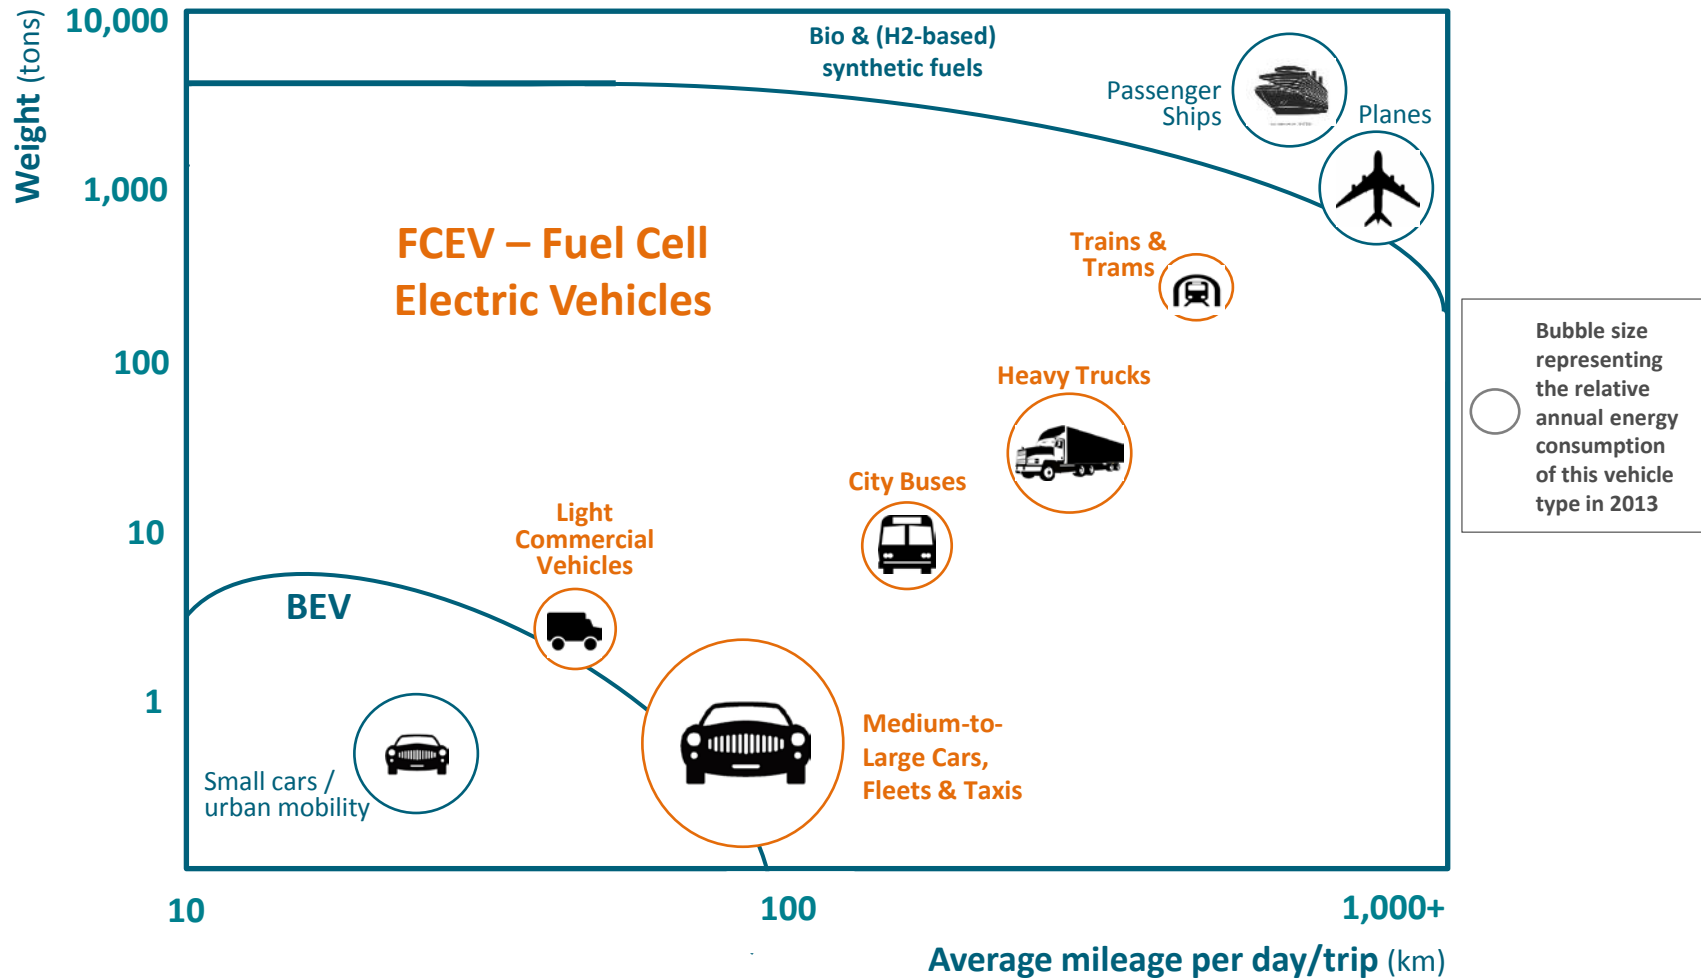 Weight (tons)
10,000
1,000
100
10
1
Bio & (H2-based)
synthetic fuels
Passenger
Ships
Planes
FCEV – Fuel Cell
Electric Vehicles
Trains &
Trams
Heavy Trucks
City Buses
Light
Commercial
Vehicles
BEV
Small cars /
urban mobility
Medium-to-
Large Cars,
Fleets & Taxis
Bubble size
representing
the relative
annual energy
consumption
of this vehicle
type in 2013
10
100
1,000+
Average mileage per day/trip (km)